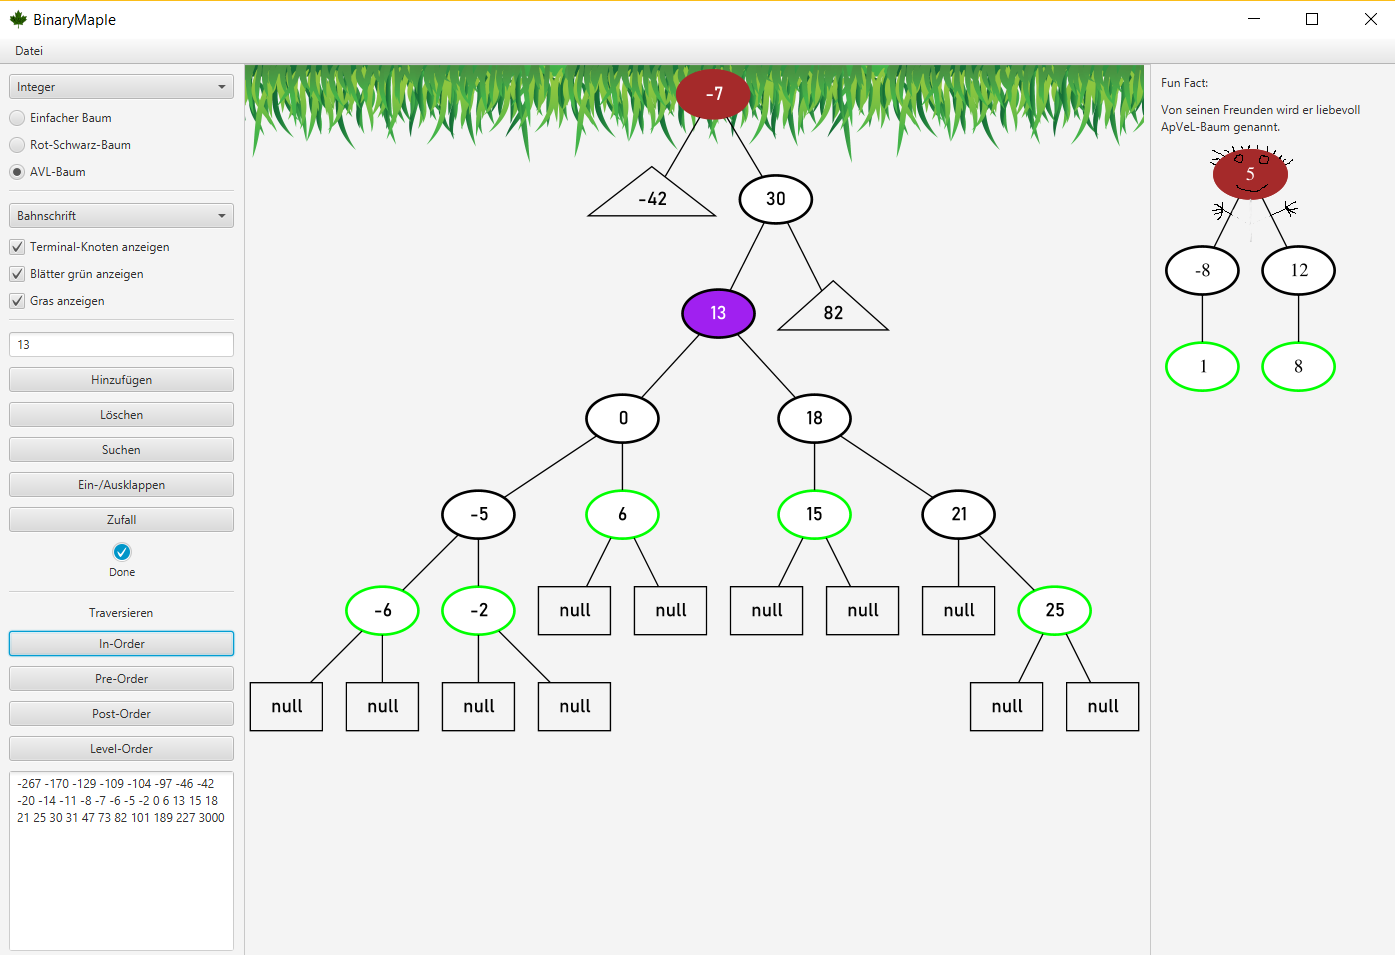 BinaryMaple
Datei
Integer
Einfacher Baum
Rot-Schwarz-Baum
AVL-Baum
Bahnschrift
Terminal-Knoten anzeigen
Blätter grün anzeigen
Gras anzeigen
13
Hinzufügen
Löschen
Suchen
Ein-/Ausklappen
Zufall
Done
Traversieren
In-Order
Pre-Order
Post-Order
Level-Order
-267 -170 -129 -109 -104 -97 -46 -42
-20 -14 -11 -8 -7 -6 -5 -2 0 6 13 15 18
21 25 30 31 47 73 82 101 189 227 3000
-7
-42 30
13 82
0 18
-5 6 15 21
-6 -2 null null null null null 25
null null null null null null
Fun Fact:
Von seinen Freunden wird er liebevoll
ApVeL-Baum genannt.
5
-8 12
1 8